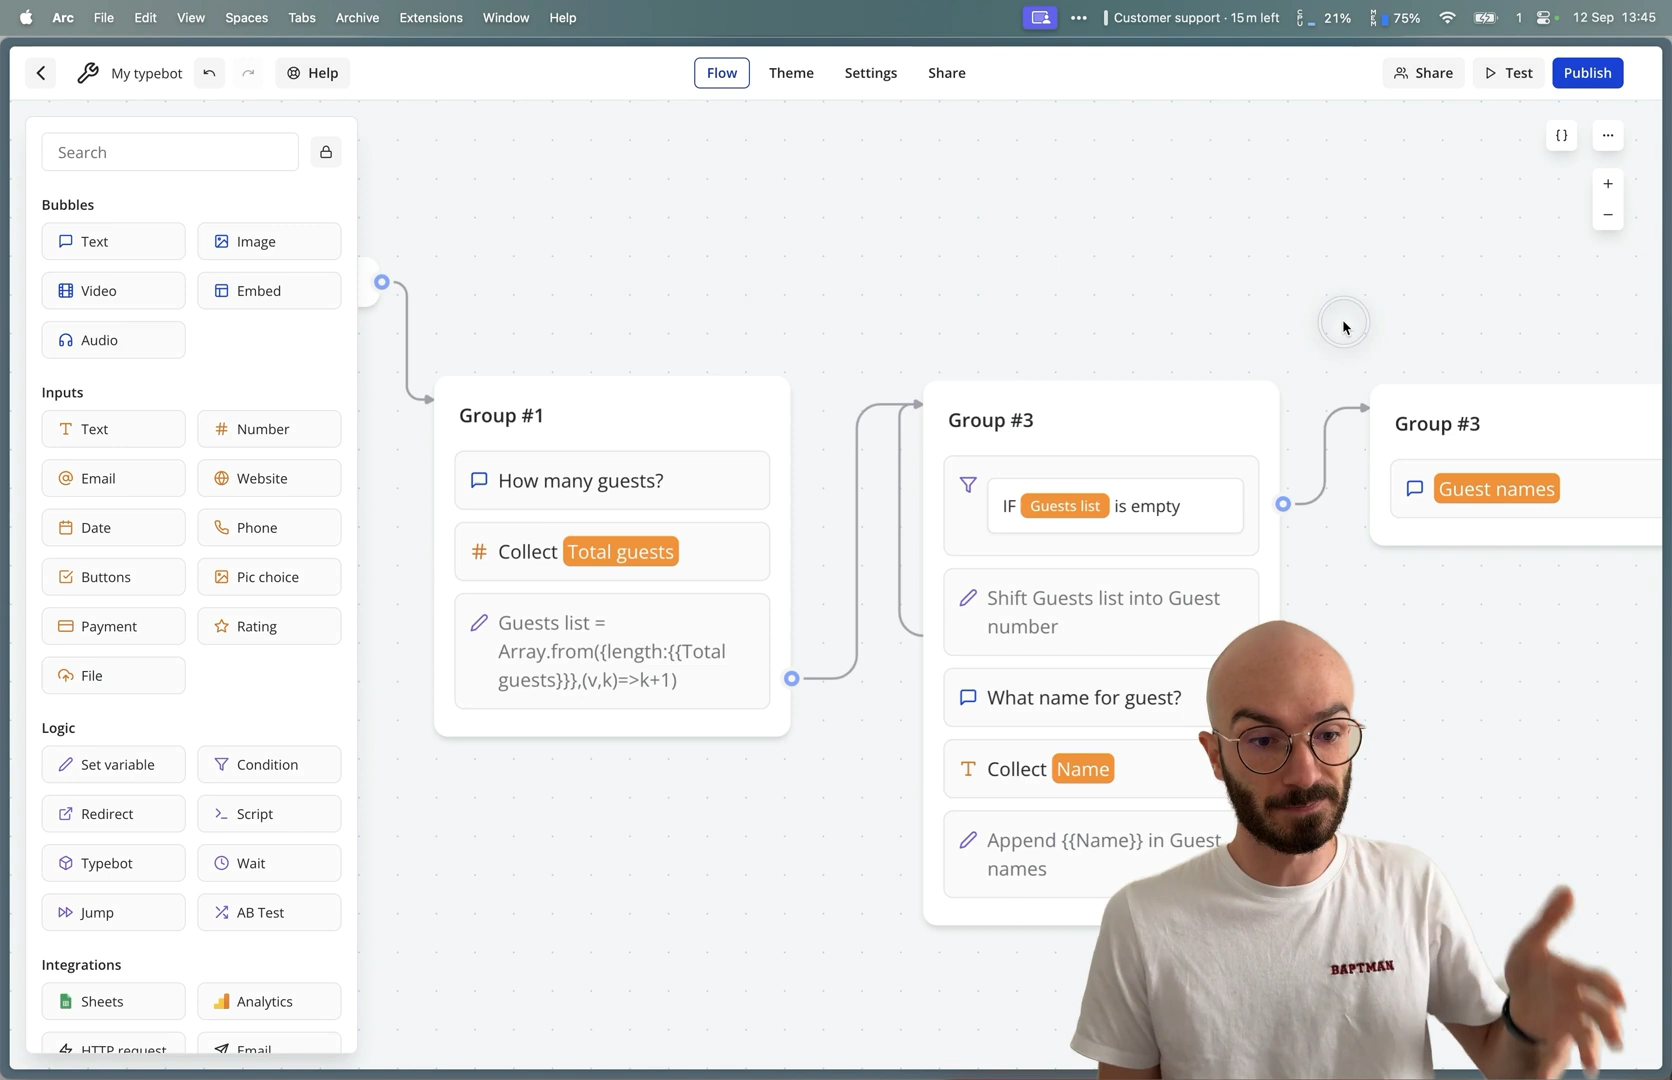 Arc File Edit View Spaces Tabs Archive Extensions Window Help
Customer support · 15 m left CPU 21% MEM 75% 1 12 Sep 13:45
My typebot
Help
Flow
Theme
Settings
Share
Share
Test
Publish
Search
{ }
Bubbles
Text
Image
Video
Embed
Audio
Inputs
Text
Number
Email
Website
Date
Phone
Buttons
Pic choice
Payment
Rating
File
Logic
Set variable
Condition
Redirect
Script
Typebot
Wait
Jump
AB Test
Integrations
Sheets
Analytics
HTTP request
Email
Group #1
How many guests?
Collect Total guests
Guests list =
Array.from({length:{{Total
guests}}},(v,k)=>k+1)
Group #3
IF Guests list is empty
Shift Guests list into Guest
number
What name for guest?
Collect Name
Append {{Name}} in Guest
names
Group #3
Guest names
BAPTMAN